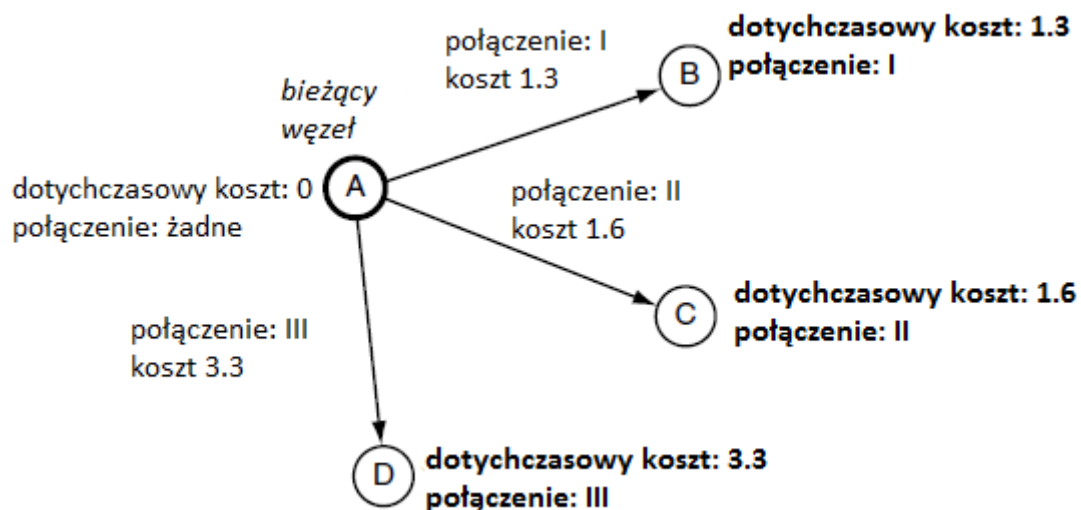 dotychczasowy koszt: 1.3
połączenie: I
połączenie: I
koszt 1.3
B
bieżący
węzeł
A
dotychczasowy koszt: 0
połączenie: żadne
połączenie: II
koszt 1.6
C
dotychczasowy koszt: 1.6
połączenie: II
połączenie: III
koszt 3.3
D
dotychczasowy koszt: 3.3
połączenie: III